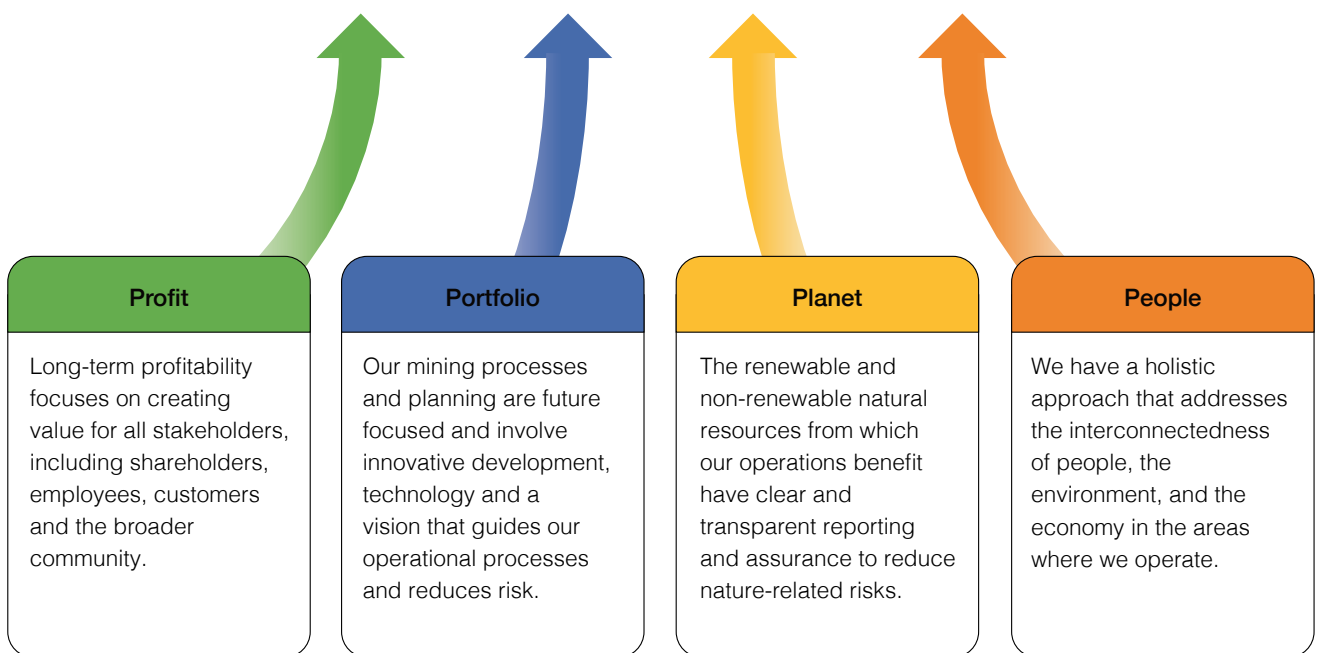 Profit
Long-term profitability
focuses on creating
value for all stakeholders,
including shareholders,
employees, customers
and the broader
community.
Portfolio
Our mining processes
and planning are future
focused and involve
innovative development,
technology and a
vision that guides our
operational processes
and reduces risk.
Planet
The renewable and
non-renewable natural
resources from which
our operations benefit
have clear and
transparent reporting
and assurance to reduce
nature-related risks.
People
We have a holistic
approach that addresses
the interconnectedness
of people, the
environment, and the
economy in the areas
where we operate.